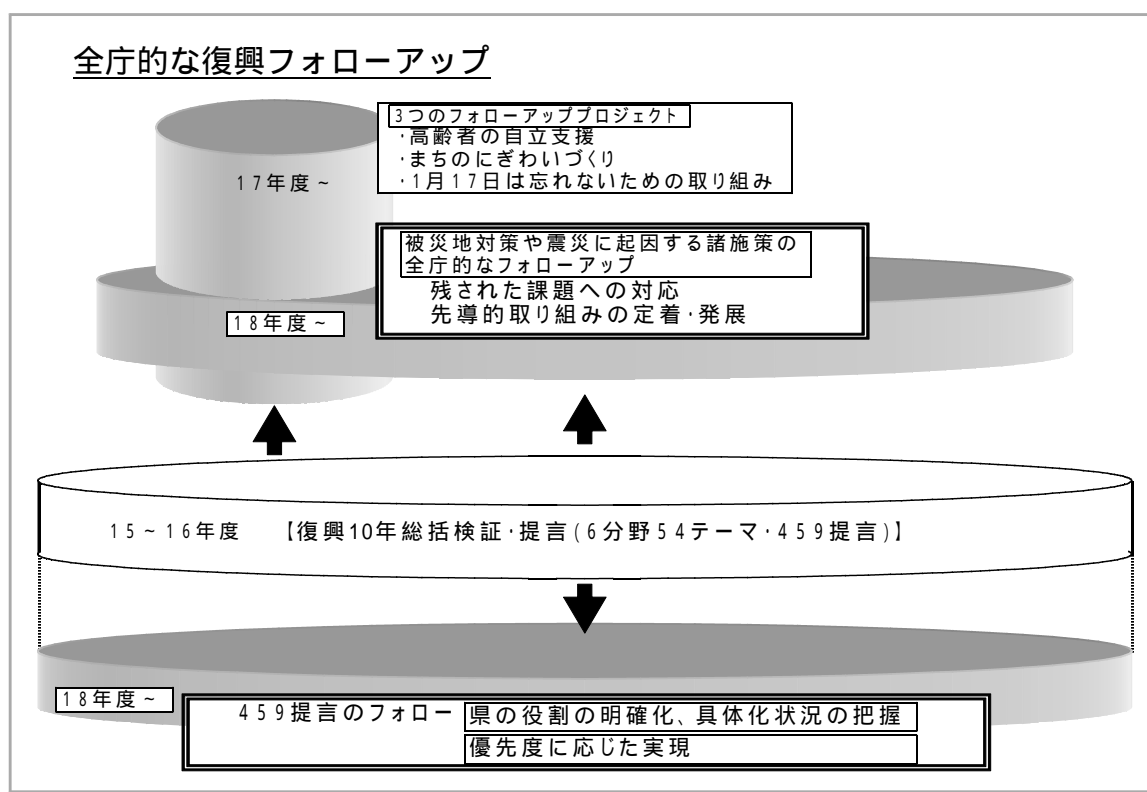 全庁的な復興フォローアップ
3つのフォローアッププロジェクト
・高齢者の自立支援
・まちのにぎわいづくり
・1月17日は忘れないための取り組み
17年度~
被災地対策や震災に起因する諸施策の
全庁的なフォローアップ
残された課題への対応
先導的取り組みの定着・発展
18年度~
15~16年度 【復興10年総括検証・提言(6分野54テーマ・459提言)】
18年度~
459提言のフォロー 県の役割の明確化、具体化状況の把握
優先度に応じた実現